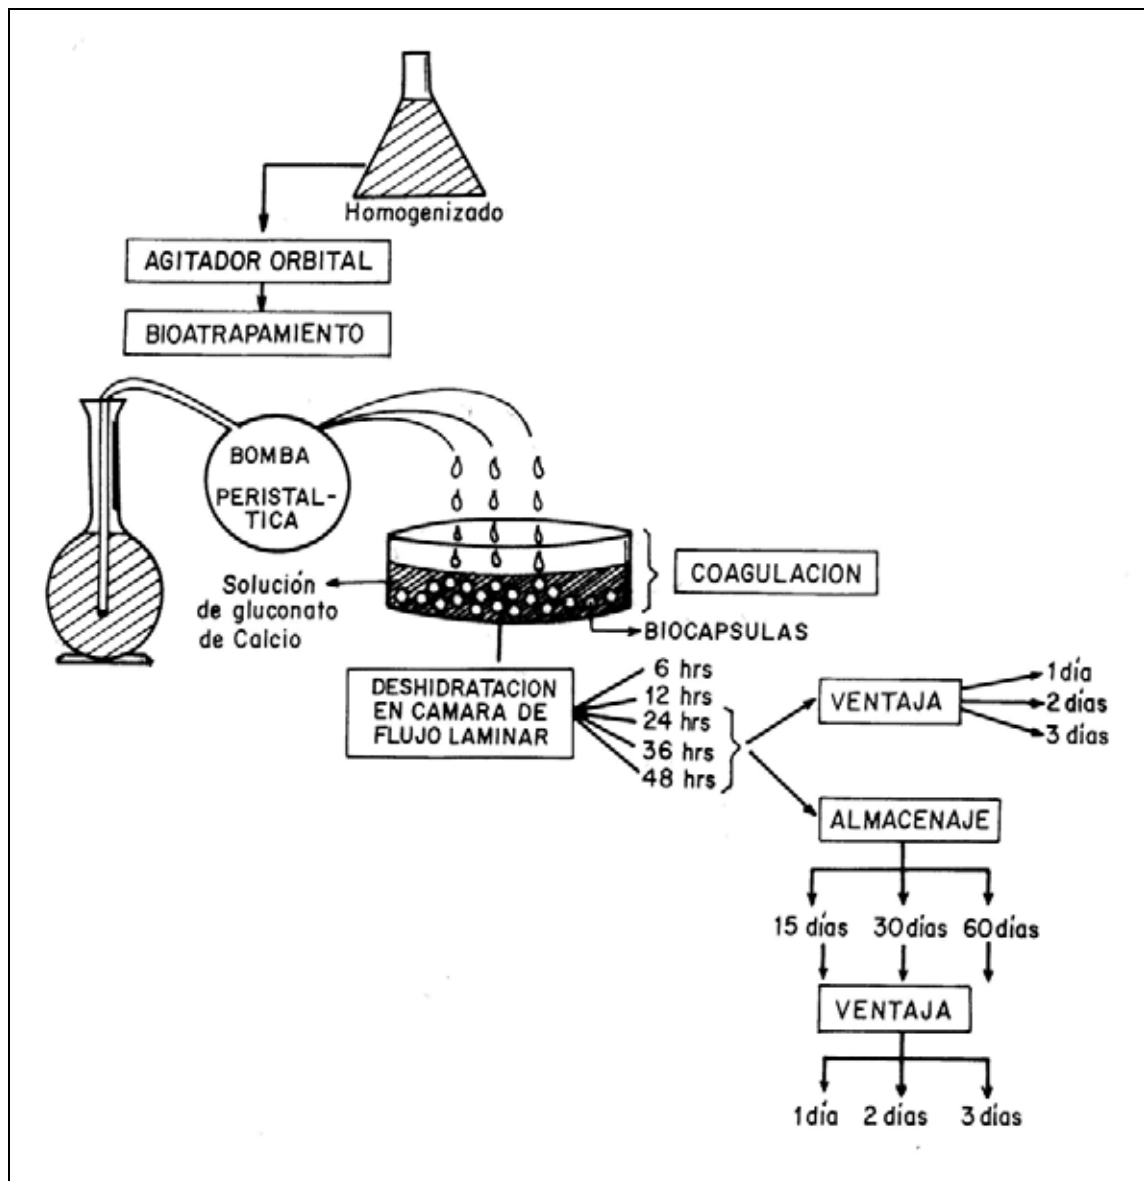 Homogenizado
AGITADOR ORBITAL
BIOATRAPAMIENTO
BOMBA
PERISTAL-
TICA
Solución
de gluconato
de Calcio
COAGULACION
BIOCAPSULAS
DESHIDRATACION
EN CAMARA DE
FLUJO LAMINAR
6 hrs
12 hrs
24 hrs
36 hrs
48 hrs
VENTAJA
1 día
2 días
3 días
ALMACENAJE
15 días
30 días
60 días
VENTAJA
1 día
2 días
3 días